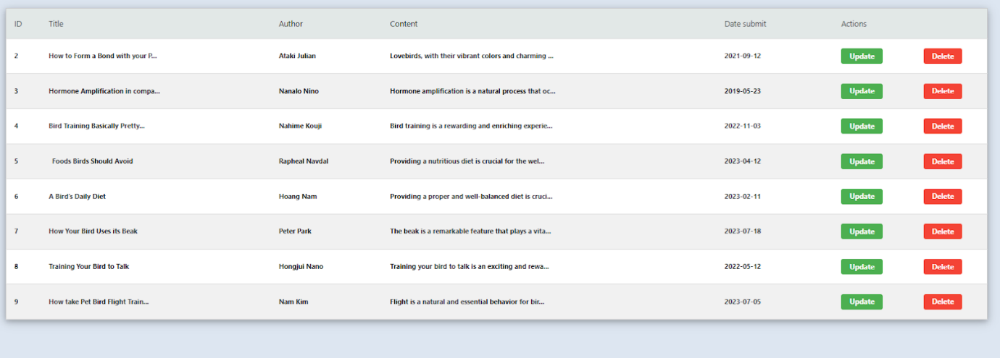 ID Title Author Content Date submit Actions
2 How to Form a Bond with your P... Ataki Julian Lovebirds, with their vibrant colors and charming ... 2021-09-12 Update Delete
3 Hormone Amplification in compa... Nanalo Nino Hormone amplification is a natural process that oc... 2019-05-23 Update Delete
4 Bird Training Basically Pretty... Nahime Kouji Bird training is a rewarding and enriching experie... 2022-11-03 Update Delete
5 Foods Birds Should Avoid Rapheal Navdal Providing a nutritious diet is crucial for the wel... 2023-04-12 Update Delete
6 A Bird's Daily Diet Hoang Nam Providing a proper and well-balanced diet is cruci... 2023-02-11 Update Delete
7 How Your Bird Uses its Beak Peter Park The beak is a remarkable feature that plays a vita... 2023-07-18 Update Delete
8 Training Your Bird to Talk Hongjui Nano Training your bird to talk is an exciting and rewa... 2022-05-12 Update Delete
9 How take Pet Bird Flight Train... Nam Kim Flight is a natural and essential behavior for bir... 2023-07-05 Update Delete